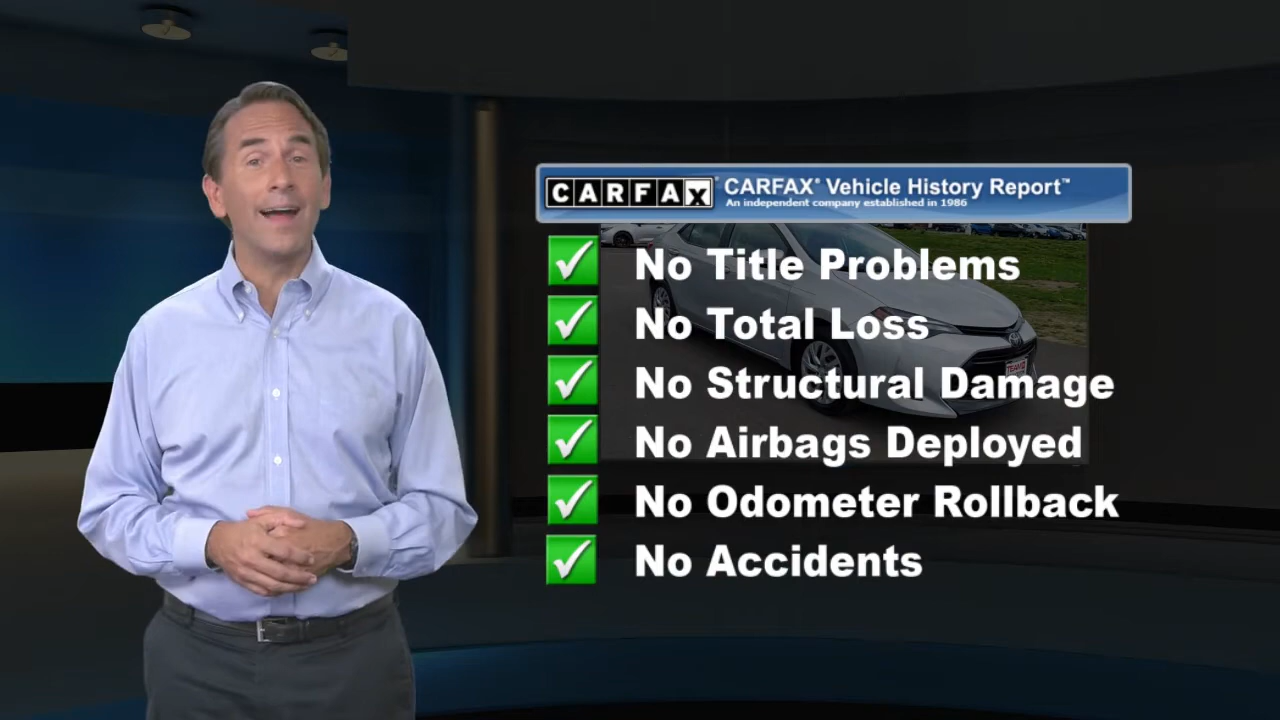 CARFAX® CARFAX® Vehicle History Report™
An independent company established in 1986
No Title Problems
No Total Loss
No Structural Damage
No Airbags Deployed
No Odometer Rollback
No Accidents